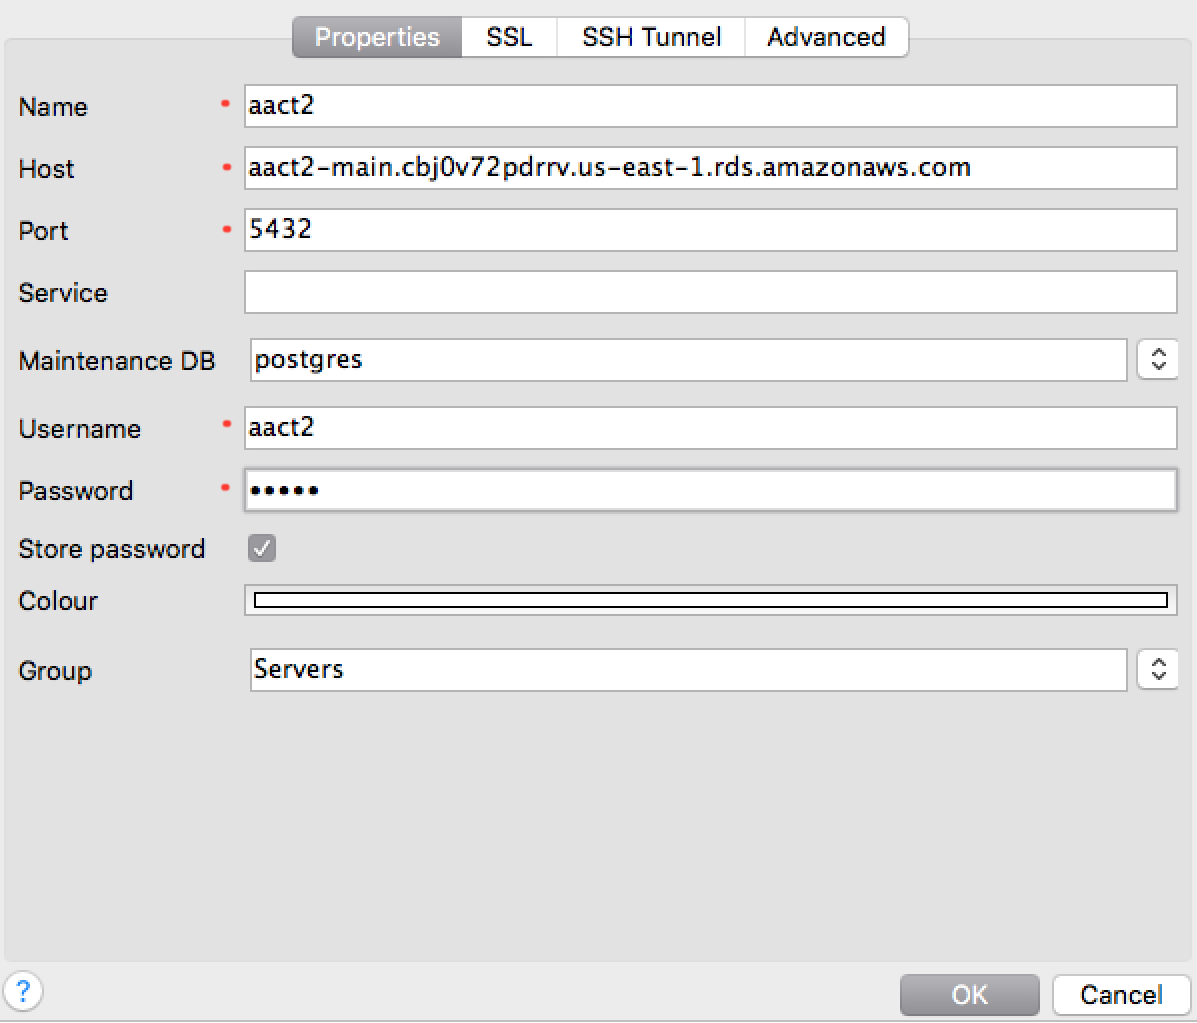 Properties SSL SSH Tunnel Advanced
Name • aact2
Host • aact2-main.cbj0v72pdrrv.us-east-1.rds.amazonaws.com
Port • 5432
Service
Maintenance DB postgres
Username • aact2
Password • •••••
Store password
Colour
Group Servers
? OK Cancel